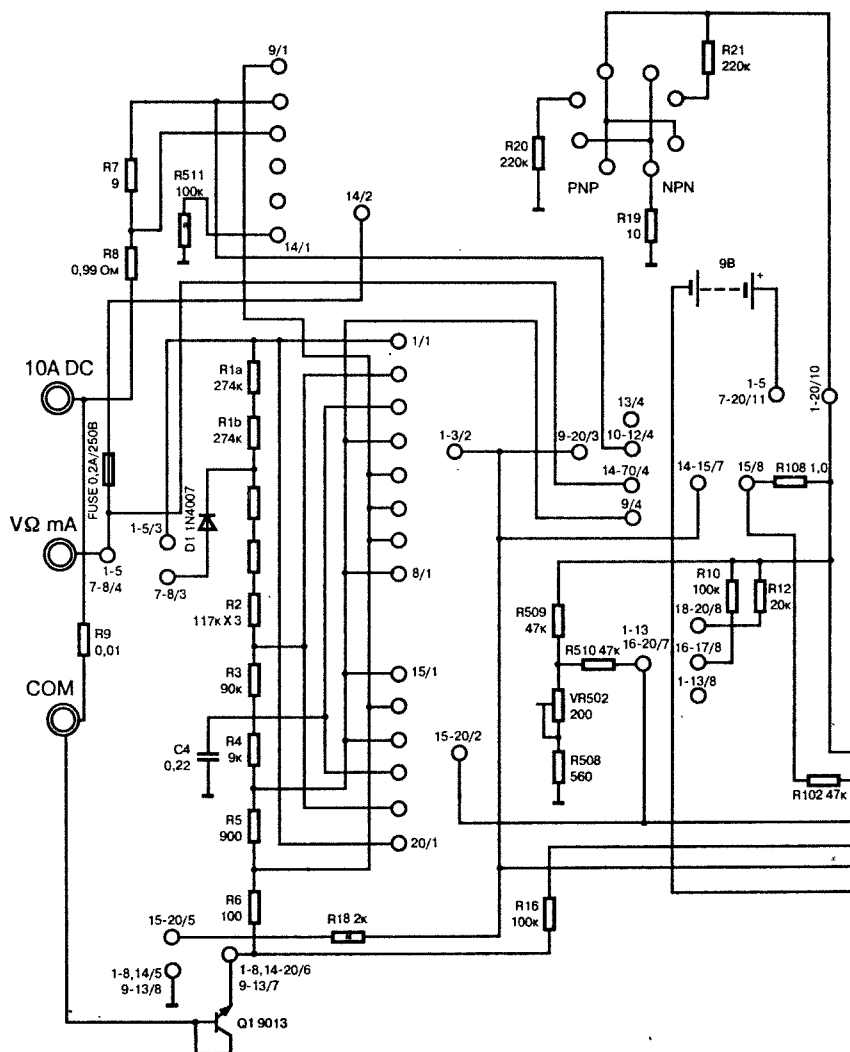 9/1
R21
220к
R20
220к
R7
9
R511
100к
PNP
NPN
14/2
R19
10
14/1
R8
0,99 Ом
9В
+
10A DC
1/1
R1a
274к
1-5
7-20/11
1-20/10
13/4
R1b
274к
1-3/2
9-20/3
10-12/4
FUSE 0,2A/250В
14-15/7
15/8
R108 1,0
14-70/4
D1 1N4007
9/4
VΩ mA
1-5/3
1-5
7-8/4
7-8/3
8/1
R10
100к
R12
20к
R2
117к X 3
R509
47к
18-20/8
R9
0,01
1-13
16-20/7
R510 47к
16-17/8
R3
90к
15/1
1-13/8
COM
VR502
200
C4
0,22
R4
9к
15-20/2
R508
560
R102 47к
R5
900
20/1
R6
100
R16
100к
15-20/5
R18 2к
1-8,14/5
9-13/8
1-8,14-20/6
9-13/7
Q1 9013